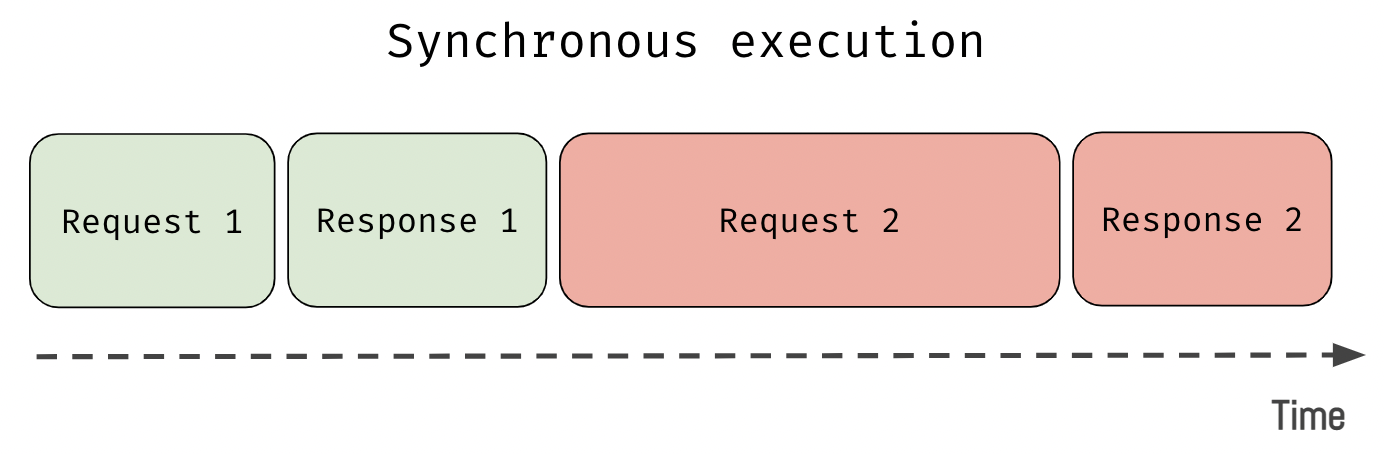 Synchronous execution
Request 1
Response 1
Request 2
Response 2
Time